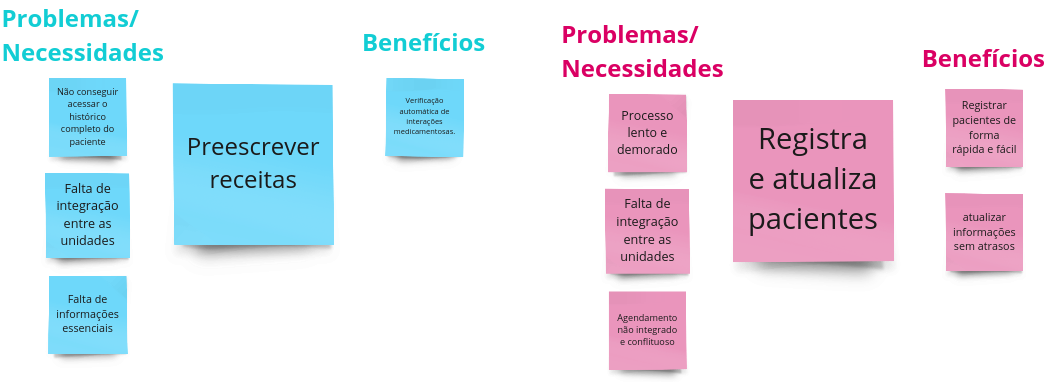 Problemas/
Necessidades
Benefícios
Não conseguir
acessar o
histórico
completo do
paciente
Falta de
integração
entre as
unidades
Falta de
informações
essenciais
Preescrever
receitas
Verificação
automática de
interações
medicamentosas.
Problemas/
Necessidades
Benefícios
Processo
lento e
demorado
Falta de
integração
entre as
unidades
Agendamento
não integrado
e conflituoso
Registra
e atualiza
pacientes
Registrar
pacientes de
forma
rápida e fácil
atualizar
informações
sem atrasos